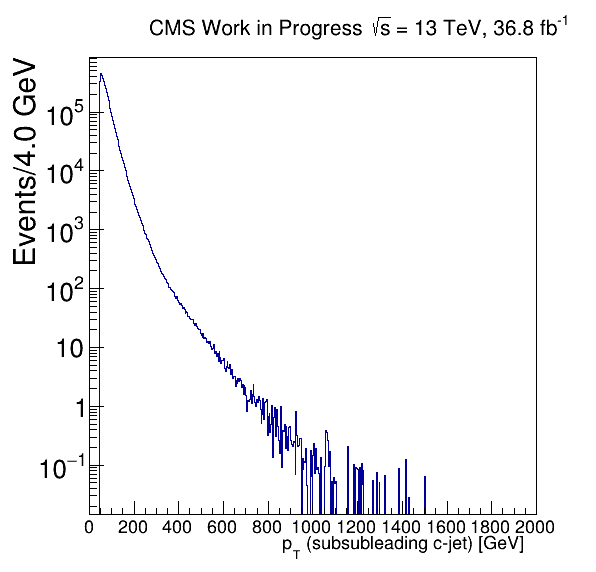 CMS Work in Progress √s = 13 TeV, 36.8 fb⁻¹
Events/4.0 GeV
10⁵
10⁴
10³
10²
10
1
10⁻¹
0 200 400 600 800 1000 1200 1400 1600 1800 2000
p_T (subsubleading c-jet) [GeV]